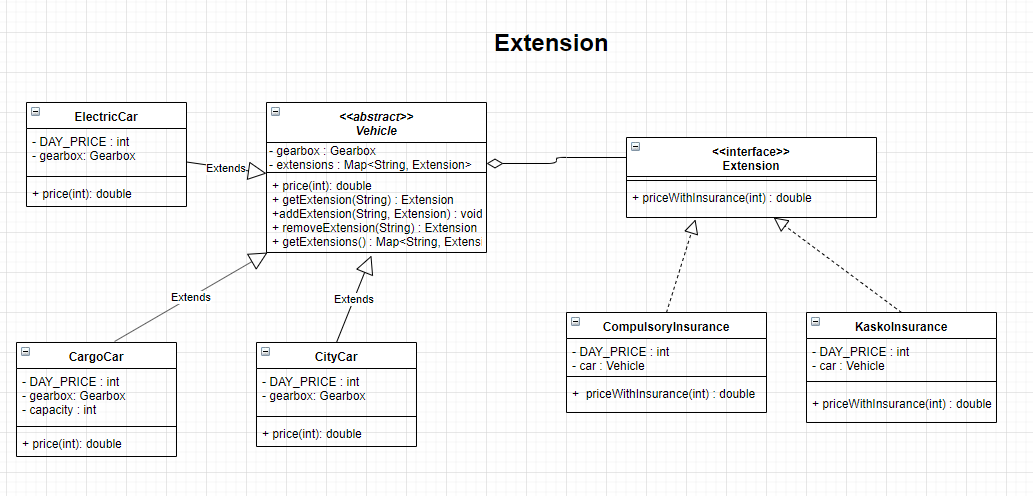 Extension
ElectricCar
- DAY_PRICE : int
- gearbox: Gearbox
+ price(int): double
Extends
<<abstract>>
Vehicle
- gearbox : Gearbox
- extensions : Map<String, Extension>
+ price(int): double
+ getExtension(String) : Extension
+addExtension(String, Extension) : void
+ removeExtension(String) : Extension
+ getExtensions() : Map<String, Extens
<<interface>>
Extension
+ priceWithInsurance(int) : double
Extends
Extends
CargoCar
- DAY_PRICE : int
- gearbox: Gearbox
- capacity : int
+ price(int): double
CityCar
- DAY_PRICE : int
- gearbox: Gearbox
+ price(int): double
CompulsoryInsurance
- DAY_PRICE : int
- car : Vehicle
+ priceWithInsurance(int) : double
KaskoInsurance
- DAY_PRICE : int
- car : Vehicle
+ priceWithInsurance(int) : double